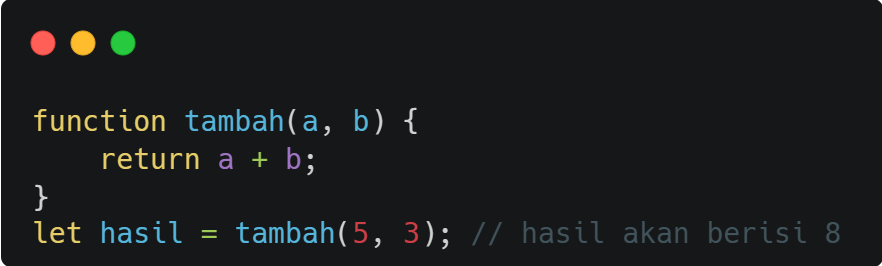 function tambah(a, b) {
    return a + b;
}
let hasil = tambah(5, 3); // hasil akan berisi 8